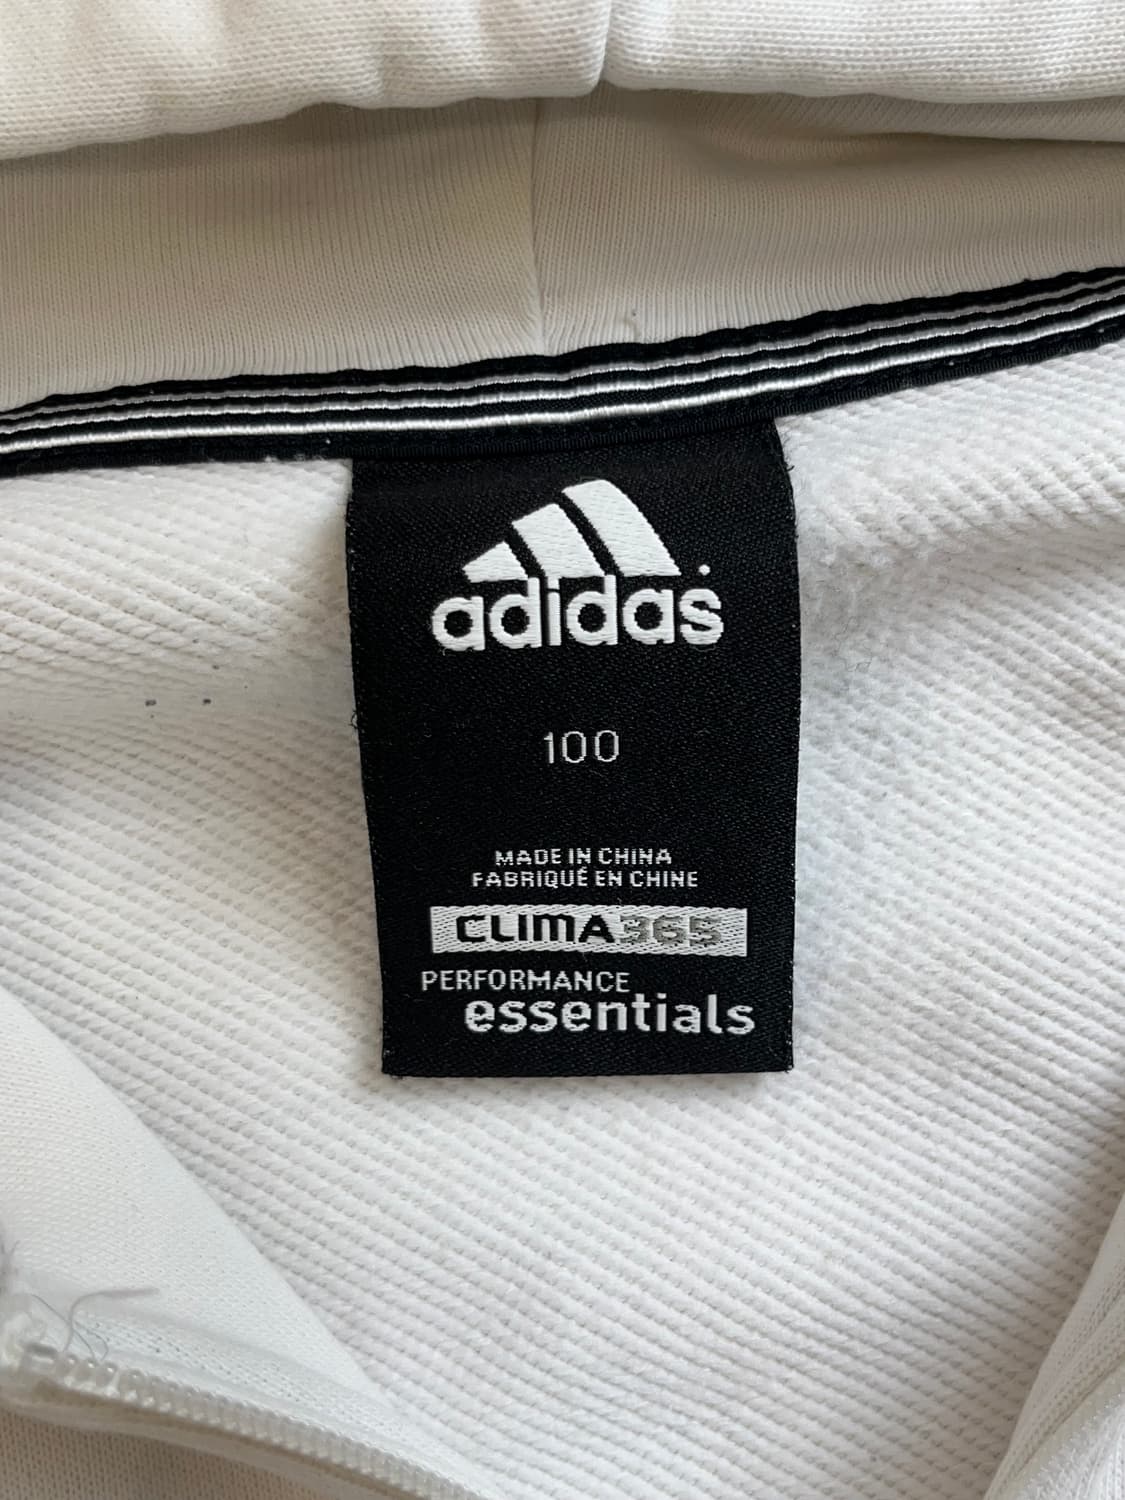 adidas
100
MADE IN CHINA
FABRIQUÉ EN CHINE
CLIMA365
PERFORMANCE
essentials